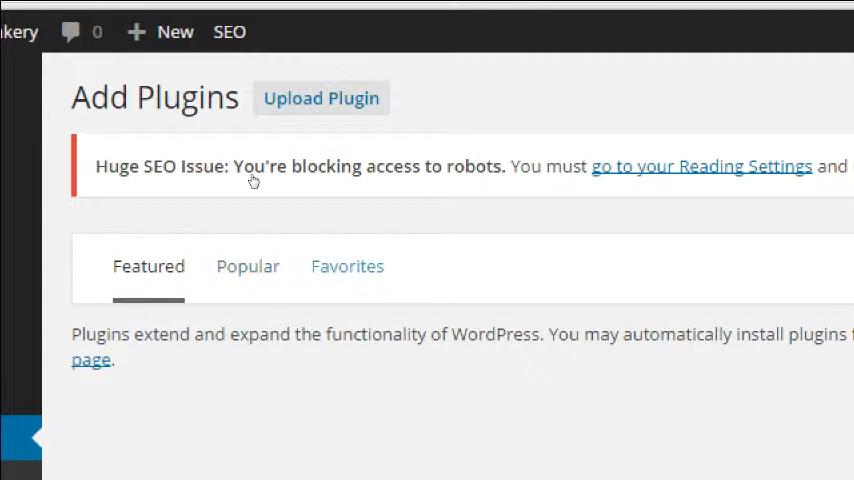 0 New SEO
Add Plugins Upload Plugin
Huge SEO Issue: You're blocking access to robots. You must go to your Reading Settings and
Featured Popular Favorites
Plugins extend and expand the functionality of WordPress. You may automatically install plugins
page.